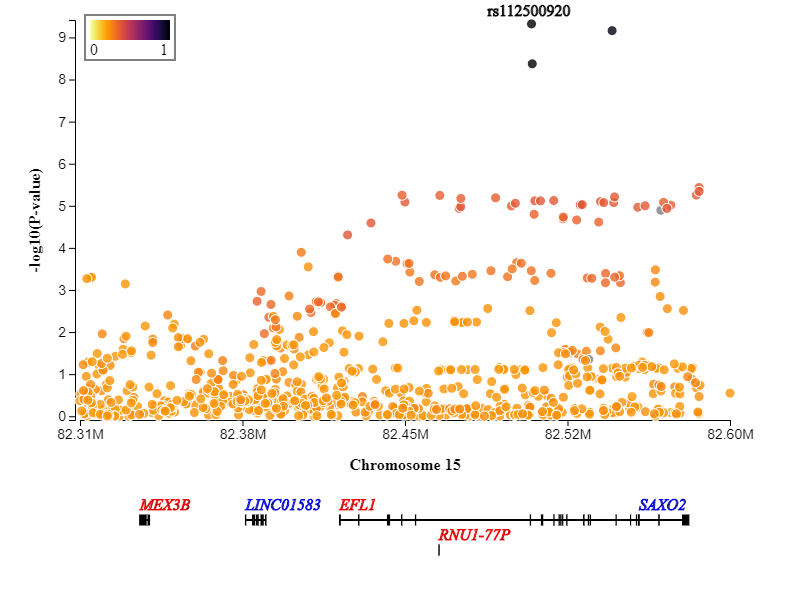 rs112500920
0 1
9
8
7
6
5
4
3
2
1
0
-log10(P-value)
82.31M 82.38M 82.45M 82.52M 82.60M
Chromosome 15
MEX3B LINC01583 EFL1 SAXO2
RNU1-77P